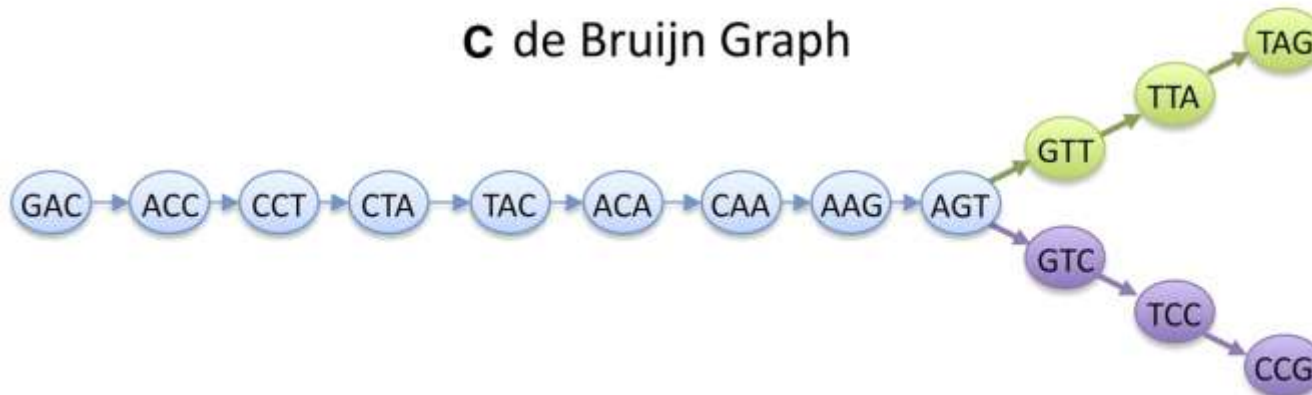 C de Bruijn Graph
TAG
TTA
GTT
GAC ACC CCT CTA TAC ACA CAA AAG AGT
GTC
TCC
CCG